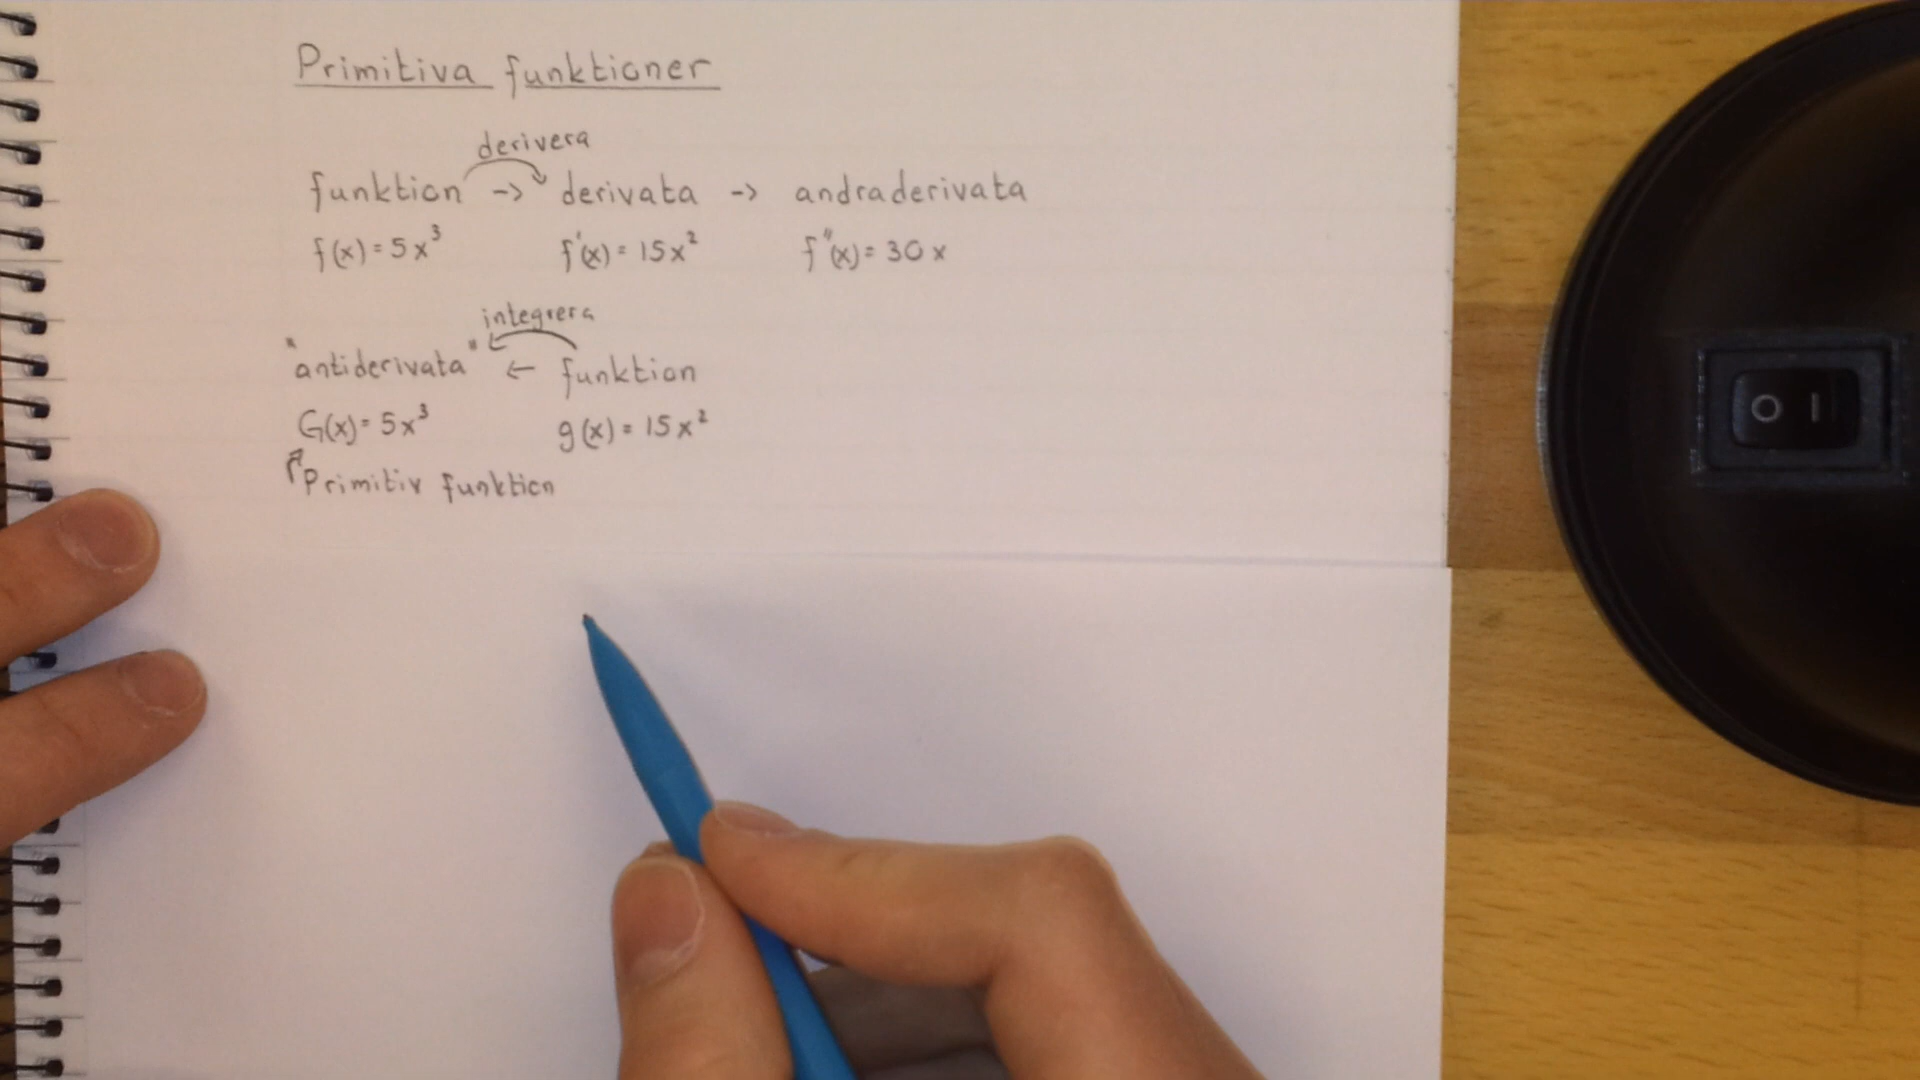 Primitiva funktioner
derivera
funktion -> derivata -> andraderivata
f(x) = 5x³ f'(x) = 15x² f"(x) = 30x
integrera
"antiderivata" <- funktion
G(x) = 5x³ g(x) = 15x²
Primitiv funktion
O I